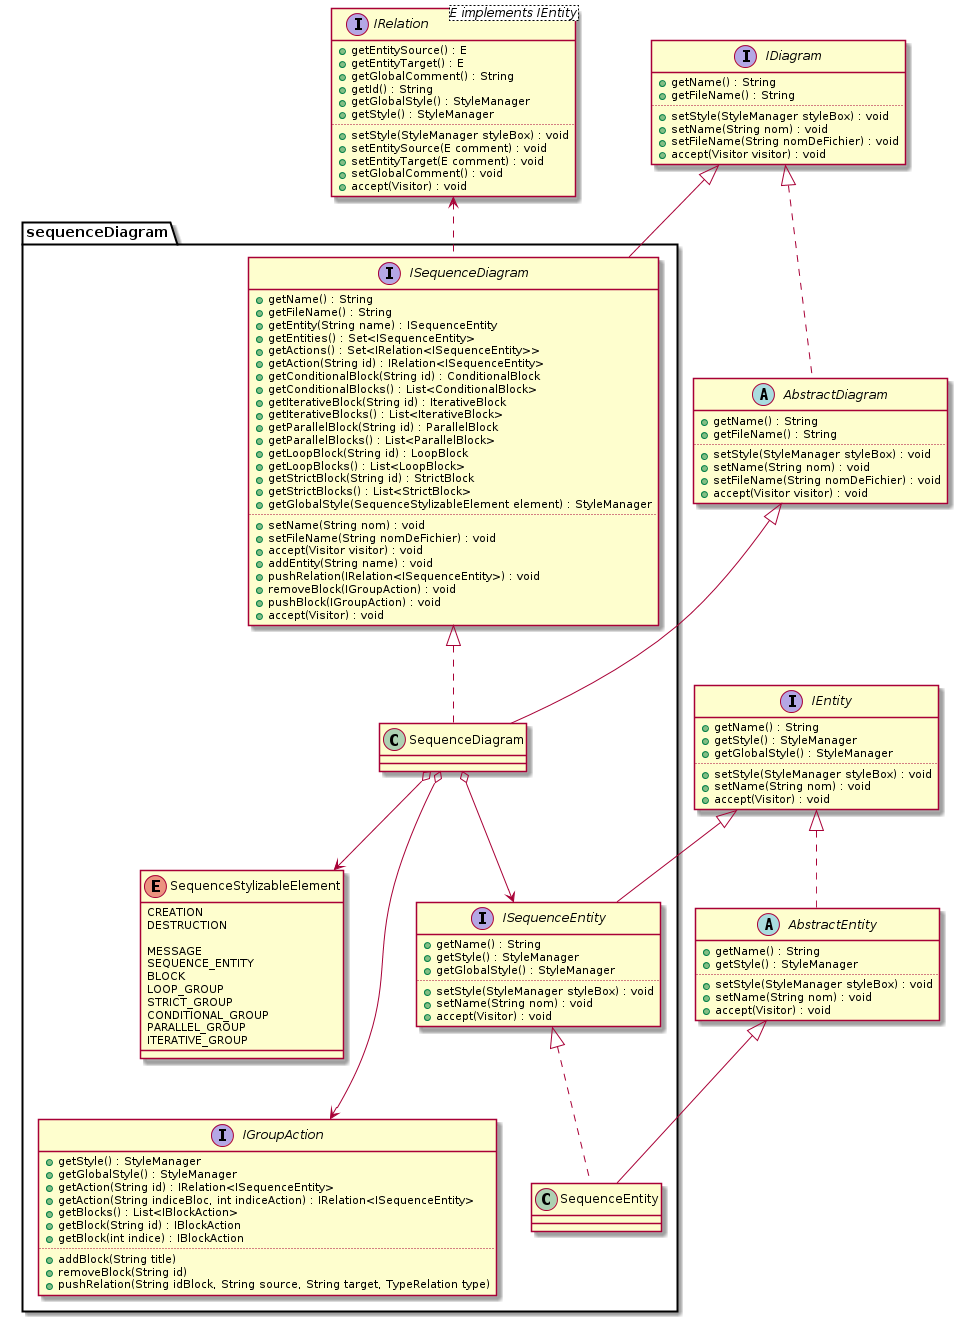 E implements IEntity
I IRelation
getEntitySource() : E
getEntityTarget() : E
getGlobalComment() : String
getId() : String
getGlobalStyle() : StyleManager
getStyle() : StyleManager
setStyle(StyleManager styleBox) : void
setEntitySource(E comment) : void
setEntityTarget(E comment) : void
setGlobalComment() : void
accept(Visitor) : void
I IDiagram
getName() : String
getFileName() : String
setStyle(StyleManager styleBox) : void
setName(String nom) : void
setFileName(String nomDeFichier) : void
accept(Visitor visitor) : void
sequenceDiagram
I ISequenceDiagram
getName() : String
getFileName() : String
getEntity(String name) : ISequenceEntity
getEntities() : Set<ISequenceEntity>
getActions() : Set<IRelation<ISequenceEntity>>
getAction(String id) : IRelation<ISequenceEntity>
getConditionalBlock(String id) : ConditionalBlock
getConditionalBlocks() : List<ConditionalBlock>
getIterativeBlock(String id) : IterativeBlock
getIterativeBlocks() : List<IterativeBlock>
getParallelBlock(String id) : ParallelBlock
getParallelBlocks() : List<ParallelBlock>
getLoopBlock(String id) : LoopBlock
getLoopBlocks() : List<LoopBlock>
getStrictBlock(String id) : StrictBlock
getStrictBlocks() : List<StrictBlock>
getGlobalStyle(SequenceStylizableElement element) : StyleManager
setName(String nom) : void
setFileName(String nomDeFichier) : void
accept(Visitor visitor) : void
addEntity(String name) : void
pushRelation(IRelation<ISequenceEntity>) : void
removeBlock(IGroupAction) : void
pushBlock(IGroupAction) : void
accept(Visitor) : void
A AbstractDiagram
getName() : String
getFileName() : String
setStyle(StyleManager styleBox) : void
setName(String nom) : void
setFileName(String nomDeFichier) : void
accept(Visitor visitor) : void
C SequenceDiagram
I IEntity
getName() : String
getStyle() : StyleManager
getGlobalStyle() : StyleManager
setStyle(StyleManager styleBox) : void
setName(String nom) : void
accept(Visitor) : void
E SequenceStylizableElement
CREATION
DESTRUCTION
MESSAGE
SEQUENCE_ENTITY
BLOCK
LOOP_GROUP
STRICT_GROUP
CONDITIONAL_GROUP
PARALLEL_GROUP
ITERATIVE_GROUP
I ISequenceEntity
getName() : String
getStyle() : StyleManager
getGlobalStyle() : StyleManager
setStyle(StyleManager styleBox) : void
setName(String nom) : void
accept(Visitor) : void
A AbstractEntity
getName() : String
getStyle() : StyleManager
setStyle(StyleManager styleBox) : void
setName(String nom) : void
accept(Visitor) : void
I IGroupAction
getStyle() : StyleManager
getGlobalStyle() : StyleManager
getAction(String id) : IRelation<ISequenceEntity>
getAction(String indiceBloc, int indiceAction) : IRelation<ISequenceEntity>
getBlocks() : List<IBlockAction>
getBlock(String id) : IBlockAction
getBlock(int indice) : IBlockAction
addBlock(String title)
removeBlock(String id)
pushRelation(String idBlock, String source, String target, TypeRelation type)
C SequenceEntity